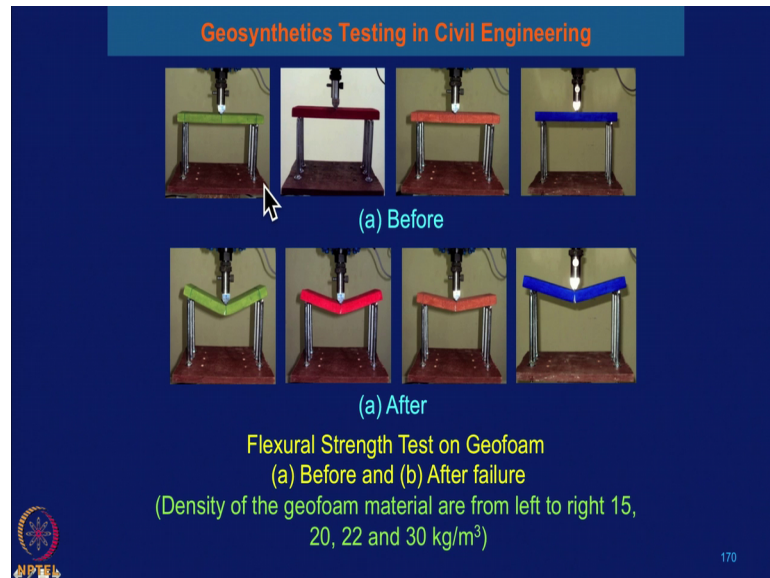 Geosynthetics Testing in Civil Engineering
(a) Before
(a) After
Flexural Strength Test on Geofoam
(a) Before and (b) After failure
(Density of the geofoam material are from left to right 15,
20, 22 and 30 kg/m³)
NPTEL
170